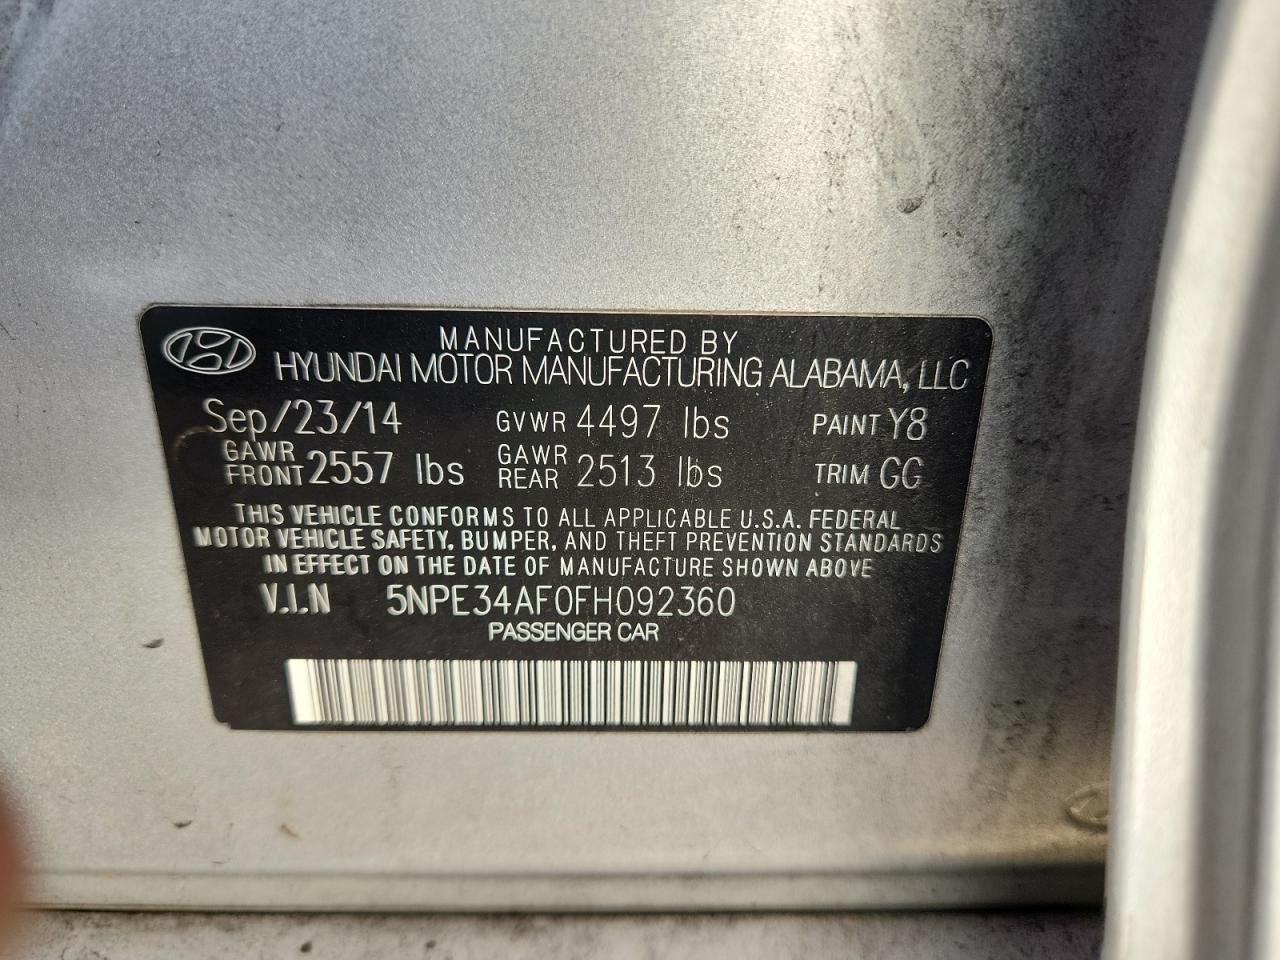 MANUFACTURED BY
HYUNDAI MOTOR MANUFACTURING ALABAMA, LLC
Sep/23/14 GVWR 4497 lbs PAINT Y8
GAWR FRONT 2557 lbs GAWR REAR 2513 lbs TRIM GG
THIS VEHICLE CONFORMS TO ALL APPLICABLE U.S.A. FEDERAL
MOTOR VEHICLE SAFETY, BUMPER, AND THEFT PREVENTION STANDARDS
IN EFFECT ON THE DATE OF MANUFACTURE SHOWN ABOVE
V.I.N 5NPE34AF0FH092360
PASSENGER CAR